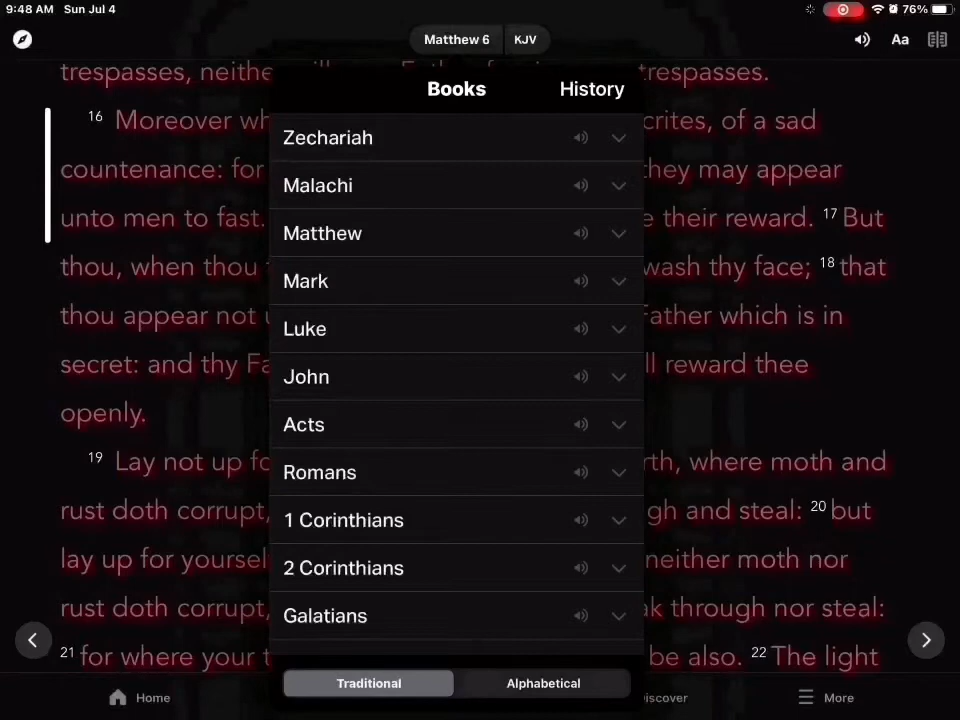 9:48 AM Sun Jul 4
76%
Matthew 6 KJV
Aa
trespasses, trespasses.
Books History
16 Moreover crites, of a sad
Zechariah
countenance: for they may appear
Malachi
unto men to fast. their reward. 17 But
Matthew
thou, when thou wash thy face; 18 that
Mark
thou appear not Father which is in
Luke
secret: and thy ll reward thee
John
openly.
Acts
19 Lay not up rth, where moth and
Romans
rust doth corrupt, gh and steal: 20 but
1 Corinthians
lay up for yoursel neither moth nor
2 Corinthians
rust doth corrupt, k through nor steal:
Galatians
21 for where your t be also. 22 The light
Traditional Alphabetical
Home iscover More